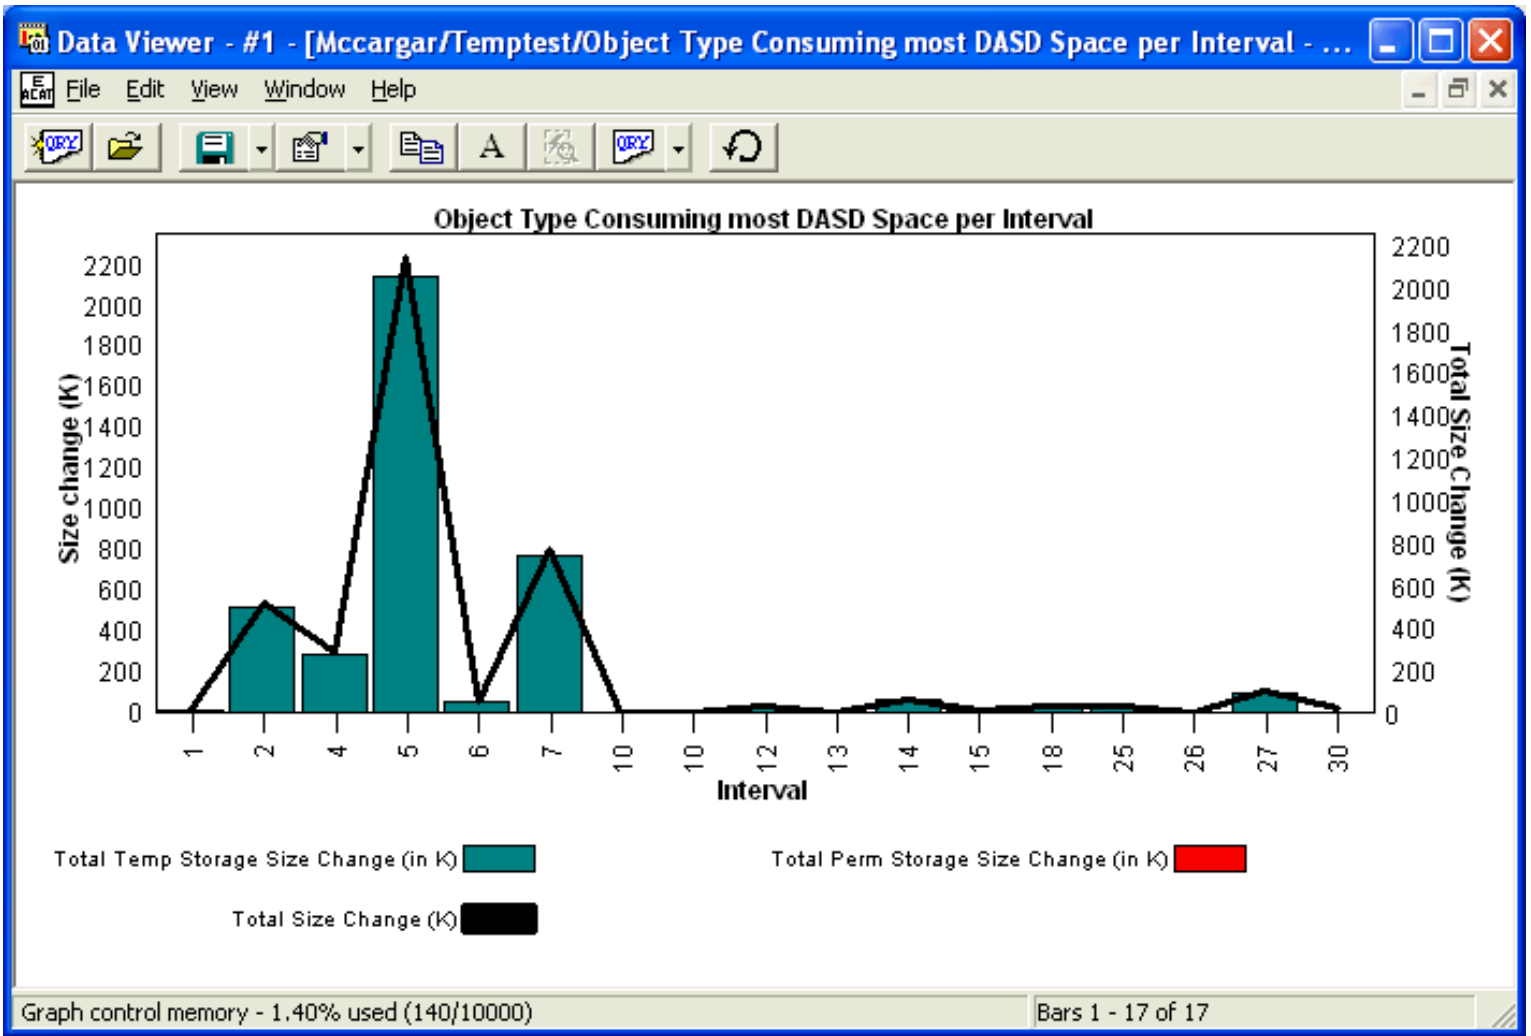 Data Viewer - #1 - [Mccargar/Temptest/Object Type Consuming most DASD Space per Interval - ...
E
ACAT
File Edit View Window Help
QRY A QRY
Object Type Consuming most DASD Space per Interval
Size change (K)
2200
2000
1800
1600
1400
1200
1000
800
600
400
200
0
2200
2000
1800
1600
1400
1200
1000
800
600
400
200
0
Total Size Change (K)
1 2 4 5 6 7 10 10 12 13 14 15 18 25 26 27 30
Interval
Total Temp Storage Size Change (in K)
Total Perm Storage Size Change (in K)
Total Size Change (K)
Graph control memory - 1.40% used (140/10000)
Bars 1 - 17 of 17